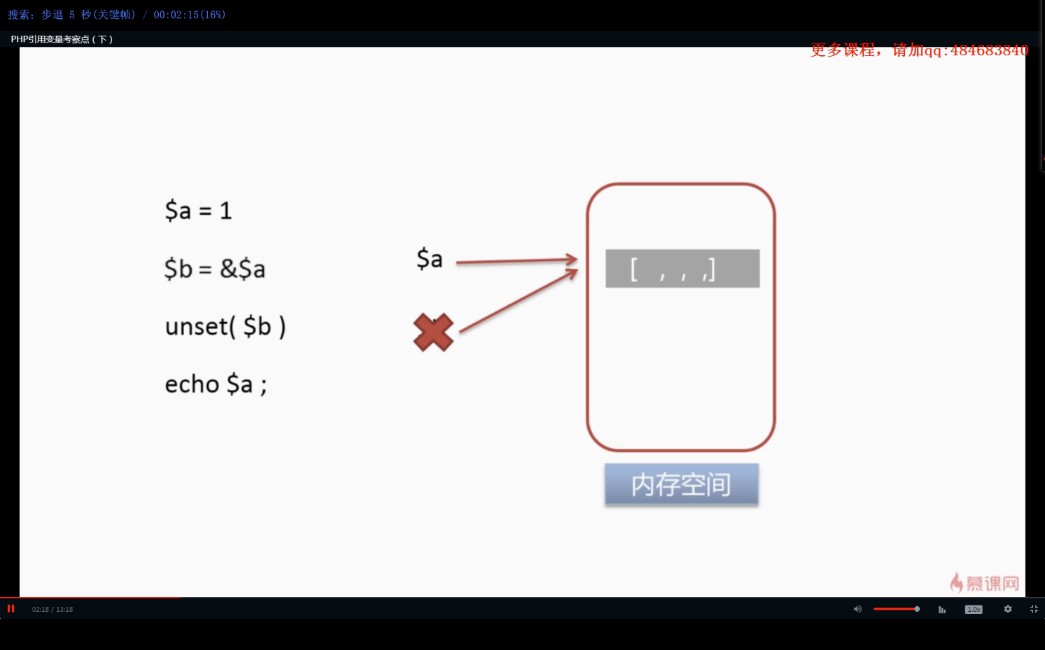 搜索: 步退 5 秒(关键帧) / 00:02:15(16%)
PHP引用变量考察点 ( 下 )
更多课程，请加qq:484683840
$a = 1
$b = &$a
unset( $b )
echo $a ;
$a
[ , , ,]
内存空间
慕课网
02:18 / 13:18
1.0x